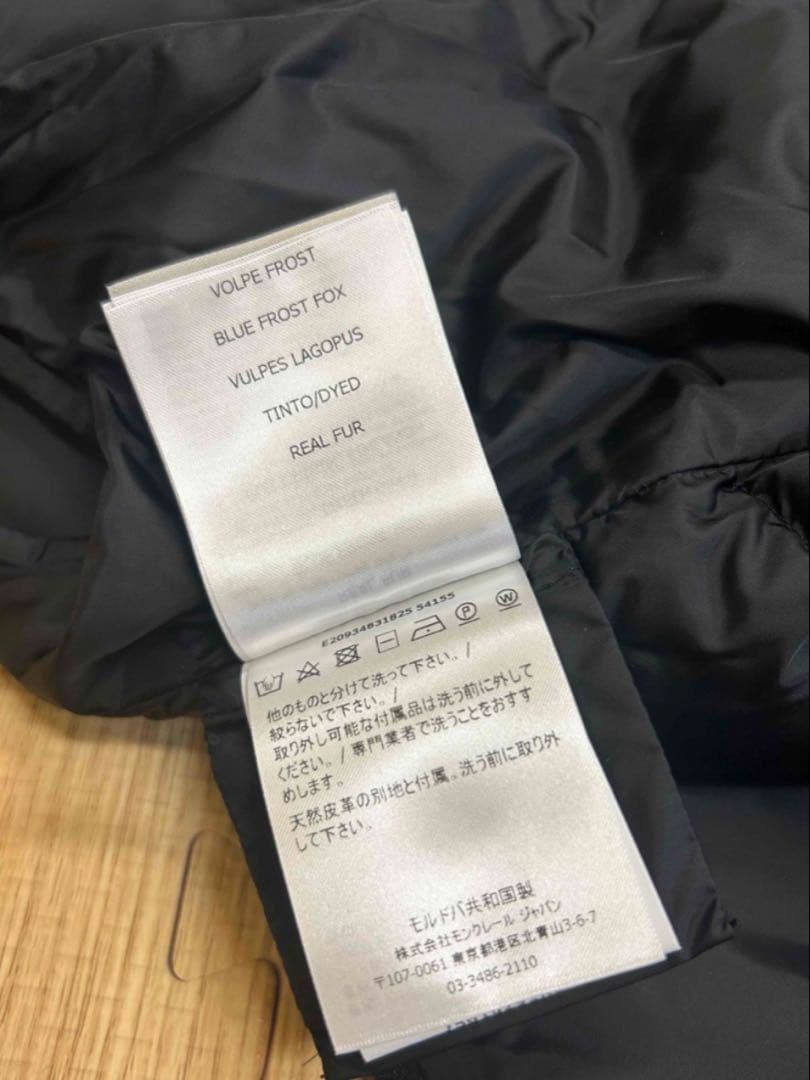 VOLPE FROST
BLUE FROST FOX
VULPES LAGOPUS
TINTO/DYED
REAL FUR
E20934831825 54155
P W
他のものと分けて洗って下さい。/
絞らないで下さい。/
取り外し可能な付属品は洗う前に外して
ください。/ 専門業者で洗うことをおすす
めします。
天然皮革の別地と付属。洗う前に取り外
して下さい。
モルドバ共和国製
株式会社モンクレール ジャパン
〒107-0061 東京都港区北青山3-6-7
03-3486-2110